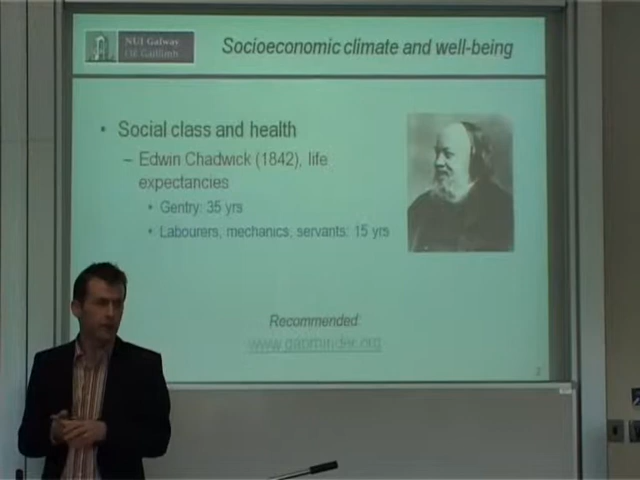 NUI Galway
OÉ Gaillimh
Socioeconomic climate and well-being
• Social class and health
– Edwin Chadwick (1842), life
expectancies
• Gentry: 35 yrs
• Labourers, mechanics, servants: 15 yrs
Recommended:
www.gapminder.org
2